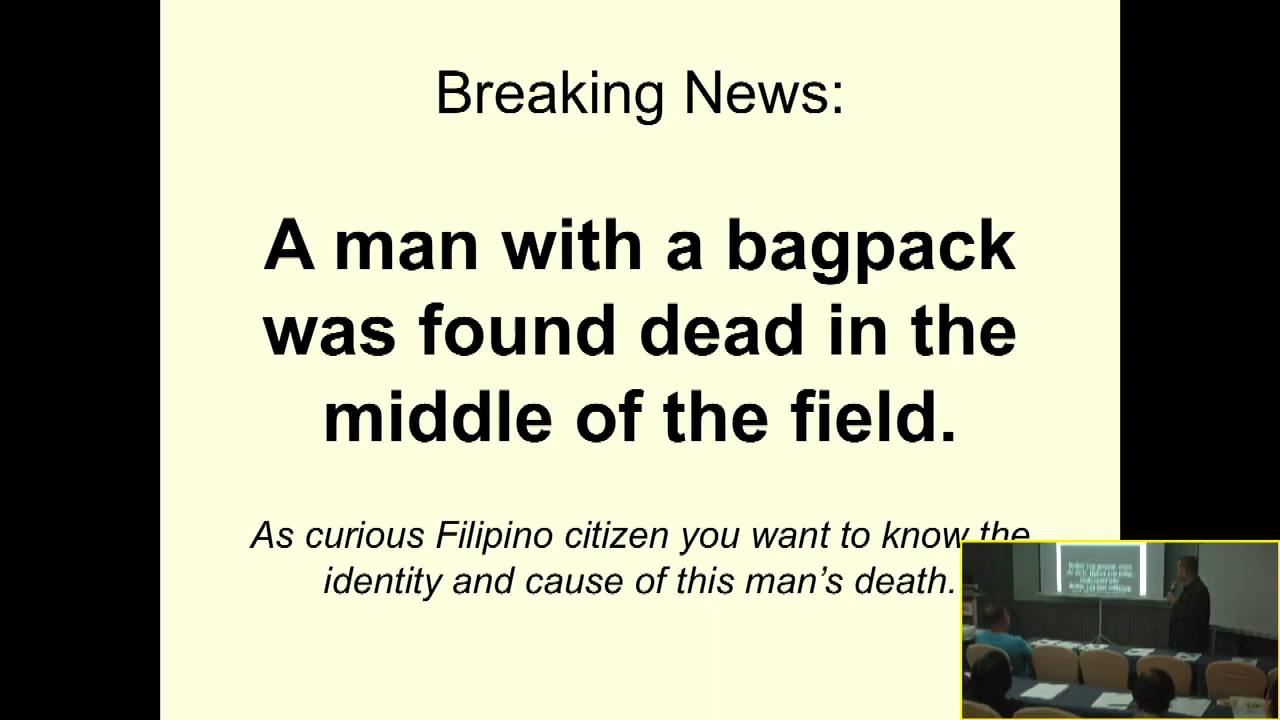 Breaking News:
A man with a bagpack
was found dead in the
middle of the field.
As curious Filipino citizen you want to know the
identity and cause of this man's death.